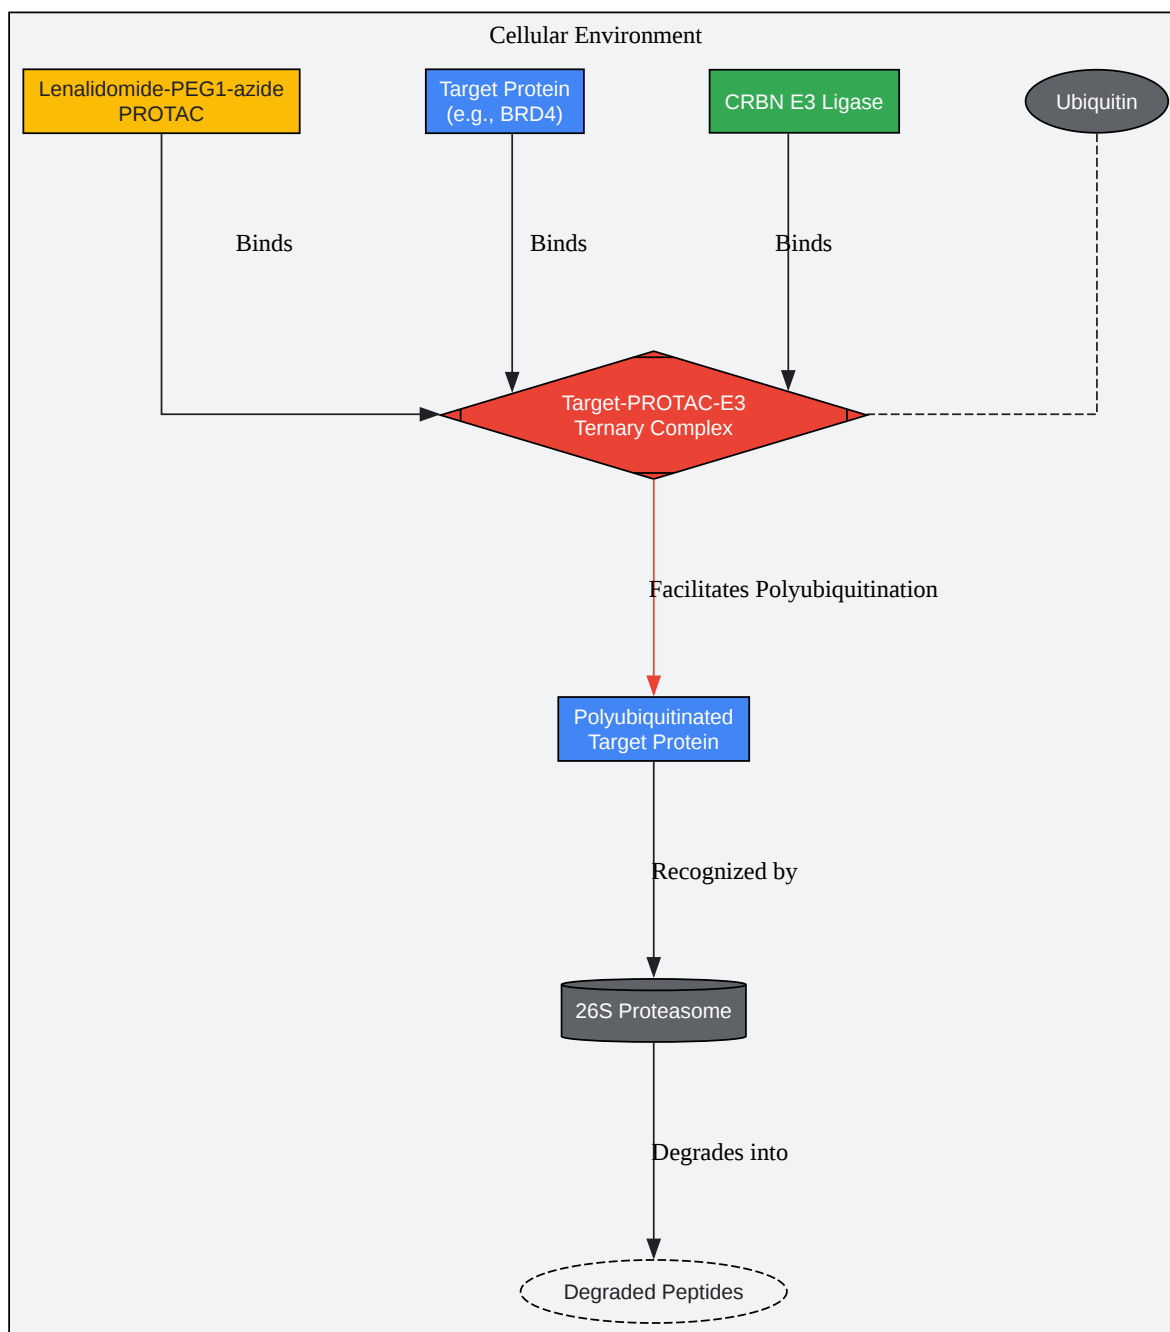 Cellular Environment
Lenalidomide-PEG1-azide
PROTAC
Target Protein
(e.g., BRD4)
CRBN E3 Ligase
Ubiquitin
Binds
Binds
Binds
Target-PROTAC-E3
Ternary Complex
Facilitates Polyubiquitination
Polyubiquitinated
Target Protein
Recognized by
26S Proteasome
Degrades into
Degraded Peptides